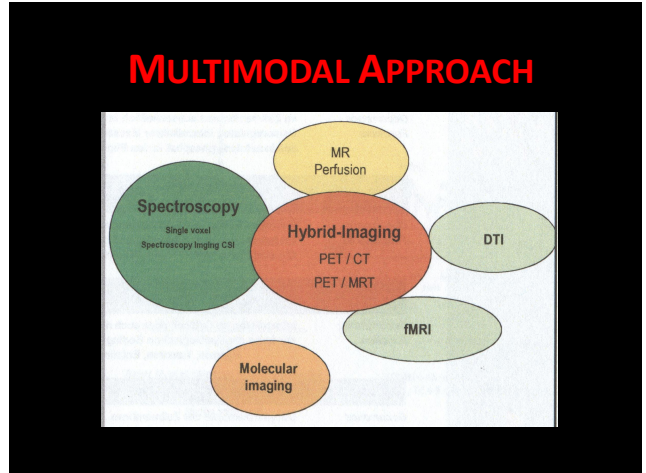 MULTIMODAL APPROACH
MR
Perfusion
Spectroscopy
Single voxel
Spectroscopy Imging CSI
Hybrid-Imaging
PET / CT
PET / MRT
DTI
fMRI
Molecular
imaging